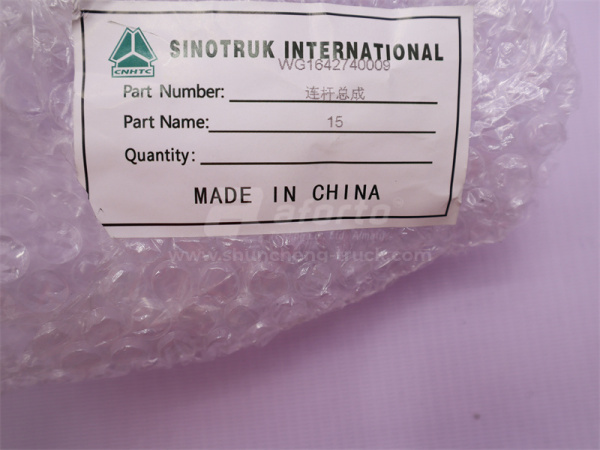 SINOTRUK INTERNATIONAL
CNHTC
WG1642740009
Part Number: 连杆总成
Part Name: 15
Quantity:
MADE IN CHINA
aforto
www.shuncheng-truck.com